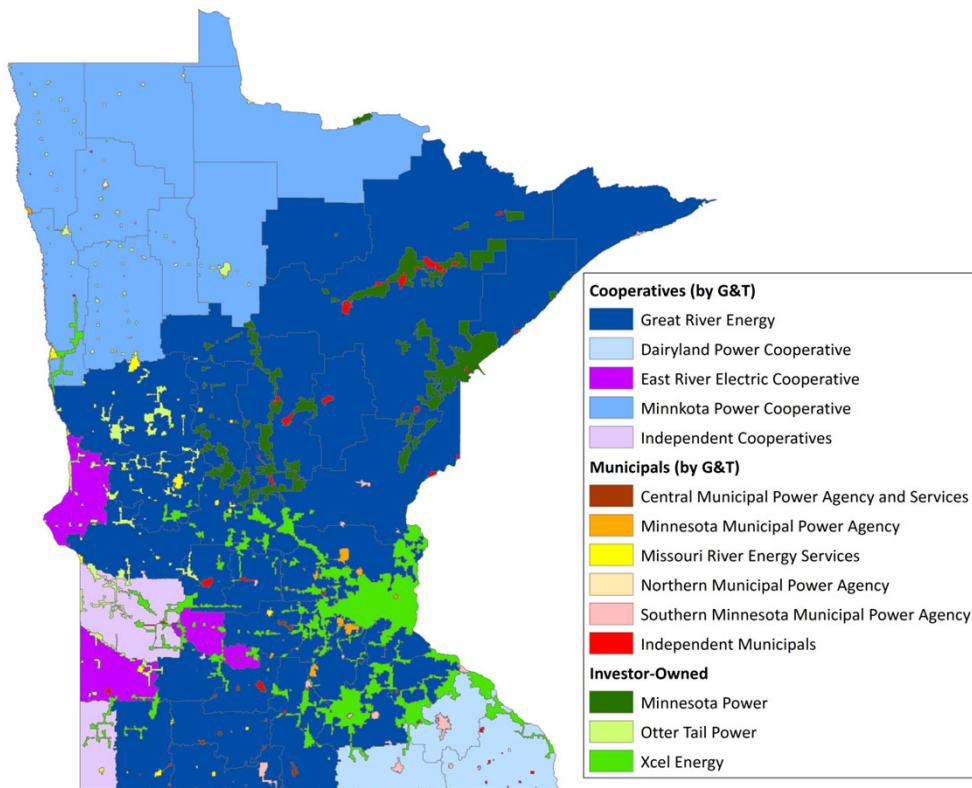 Cooperatives (by G&T)
Great River Energy
Dairyland Power Cooperative
East River Electric Cooperative
Minnkota Power Cooperative
Independent Cooperatives
Municipals (by G&T)
Central Municipal Power Agency and Services
Minnesota Municipal Power Agency
Missouri River Energy Services
Northern Municipal Power Agency
Southern Minnesota Municipal Power Agency
Independent Municipals
Investor-Owned
Minnesota Power
Otter Tail Power
Xcel Energy